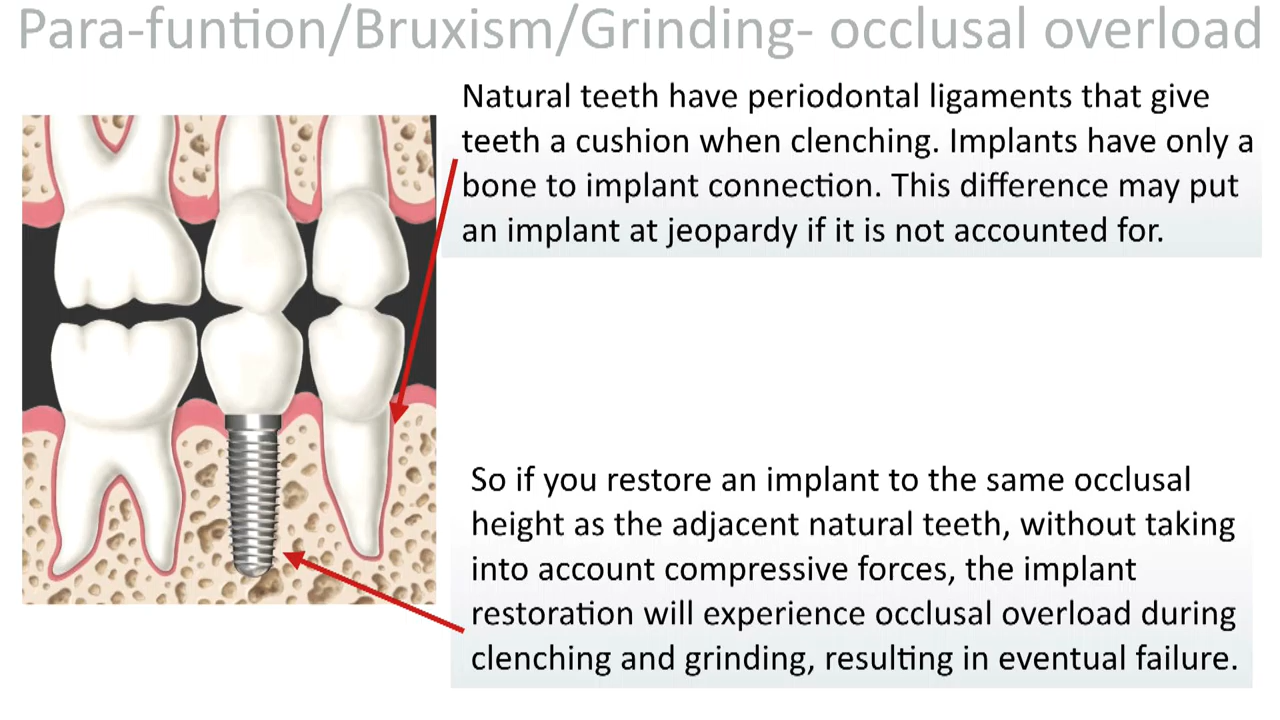 Para-funtion/Bruxism/Grinding- occlusal overload
Natural teeth have periodontal ligaments that give
teeth a cushion when clenching. Implants have only a
bone to implant connection. This difference may put
an implant at jeopardy if it is not accounted for.
So if you restore an implant to the same occlusal
height as the adjacent natural teeth, without taking
into account compressive forces, the implant
restoration will experience occlusal overload during
clenching and grinding, resulting in eventual failure.